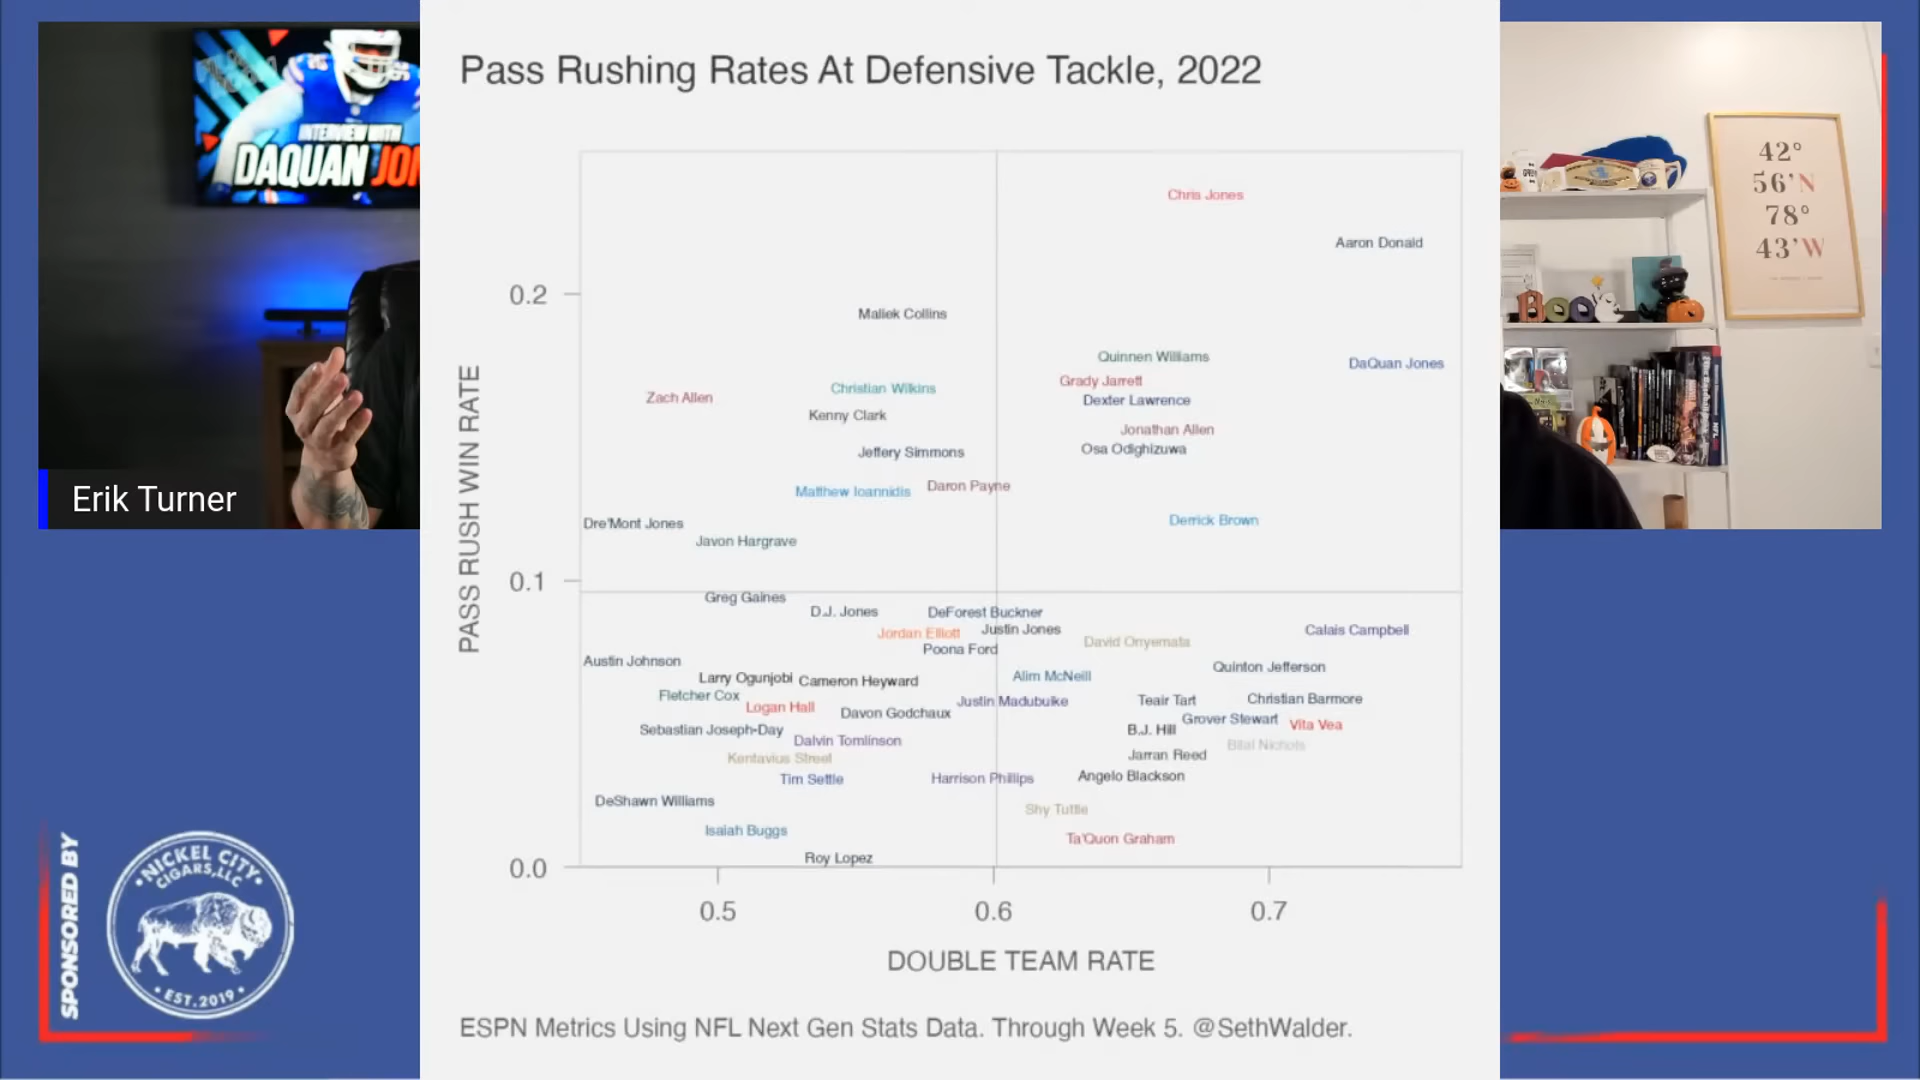 INTERVIEW WITH
DAQUAN JON
Erik Turner
SPONSORED BY
NICKEL CITY
CIGARS, LLC
• EST. 2019 •
Pass Rushing Rates At Defensive Tackle, 2022
PASS RUSH WIN RATE
0.2
0.1
0.0
Chris Jones
Aaron Donald
Maliek Collins
Quinnen Williams
DaQuan Jones
Grady Jarrett
Christian Wilkins
Zach Allen
Dexter Lawrence
Kenny Clark
Jonathan Allen
Osa Odighizuwa
Jeffery Simmons
Daron Payne
Matthew Ioannidis
Derrick Brown
Dre'Mont Jones
Javon Hargrave
Greg Gaines
D.J. Jones
DeForest Buckner
Justin Jones
Calais Campbell
Jordan Elliott
David Onyemata
Poona Ford
Austin Johnson
Quinton Jefferson
Alim McNeill
Larry Ogunjobi
Cameron Heyward
Fletcher Cox
Christian Barmore
Teair Tart
Justin Madubuike
Logan Hall
Davon Godchaux
Grover Stewart
Vita Vea
B.J. Hill
Sebastian Joseph-Day
Dalvin Tomlinson
Bilal Nichols
Jarran Reed
Kentavius Street
Angelo Blackson
Harrison Phillips
Tim Settle
DeShawn Williams
Shy Tuttle
Isaiah Buggs
Ta'Quon Graham
Roy Lopez
0.5
0.6
0.7
DOUBLE TEAM RATE
ESPN Metrics Using NFL Next Gen Stats Data. Through Week 5. @SethWalder.
42°
56'N
78°
43'W
BOO